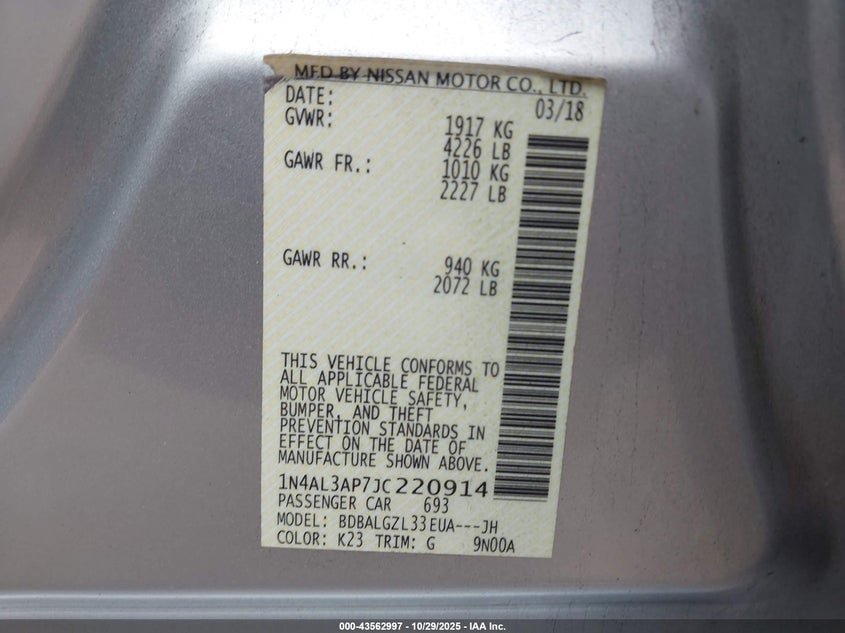 MFD BY NISSAN MOTOR CO., LTD.
DATE: 03/18
GVWR: 1917 KG
4226 LB
GAWR FR.: 1010 KG
2227 LB
GAWR RR.: 940 KG
2072 LB
THIS VEHICLE CONFORMS TO
ALL APPLICABLE FEDERAL
MOTOR VEHICLE SAFETY,
BUMPER, AND THEFT
PREVENTION STANDARDS IN
EFFECT ON THE DATE OF
MANUFACTURE SHOWN ABOVE.
1N4AL3AP7JC220914
PASSENGER CAR 693
MODEL: BDBALGZL33EUA---JH
COLOR: K23 TRIM: G 9N00A
000-43562997 - 10/29/2025 - IAA Inc.